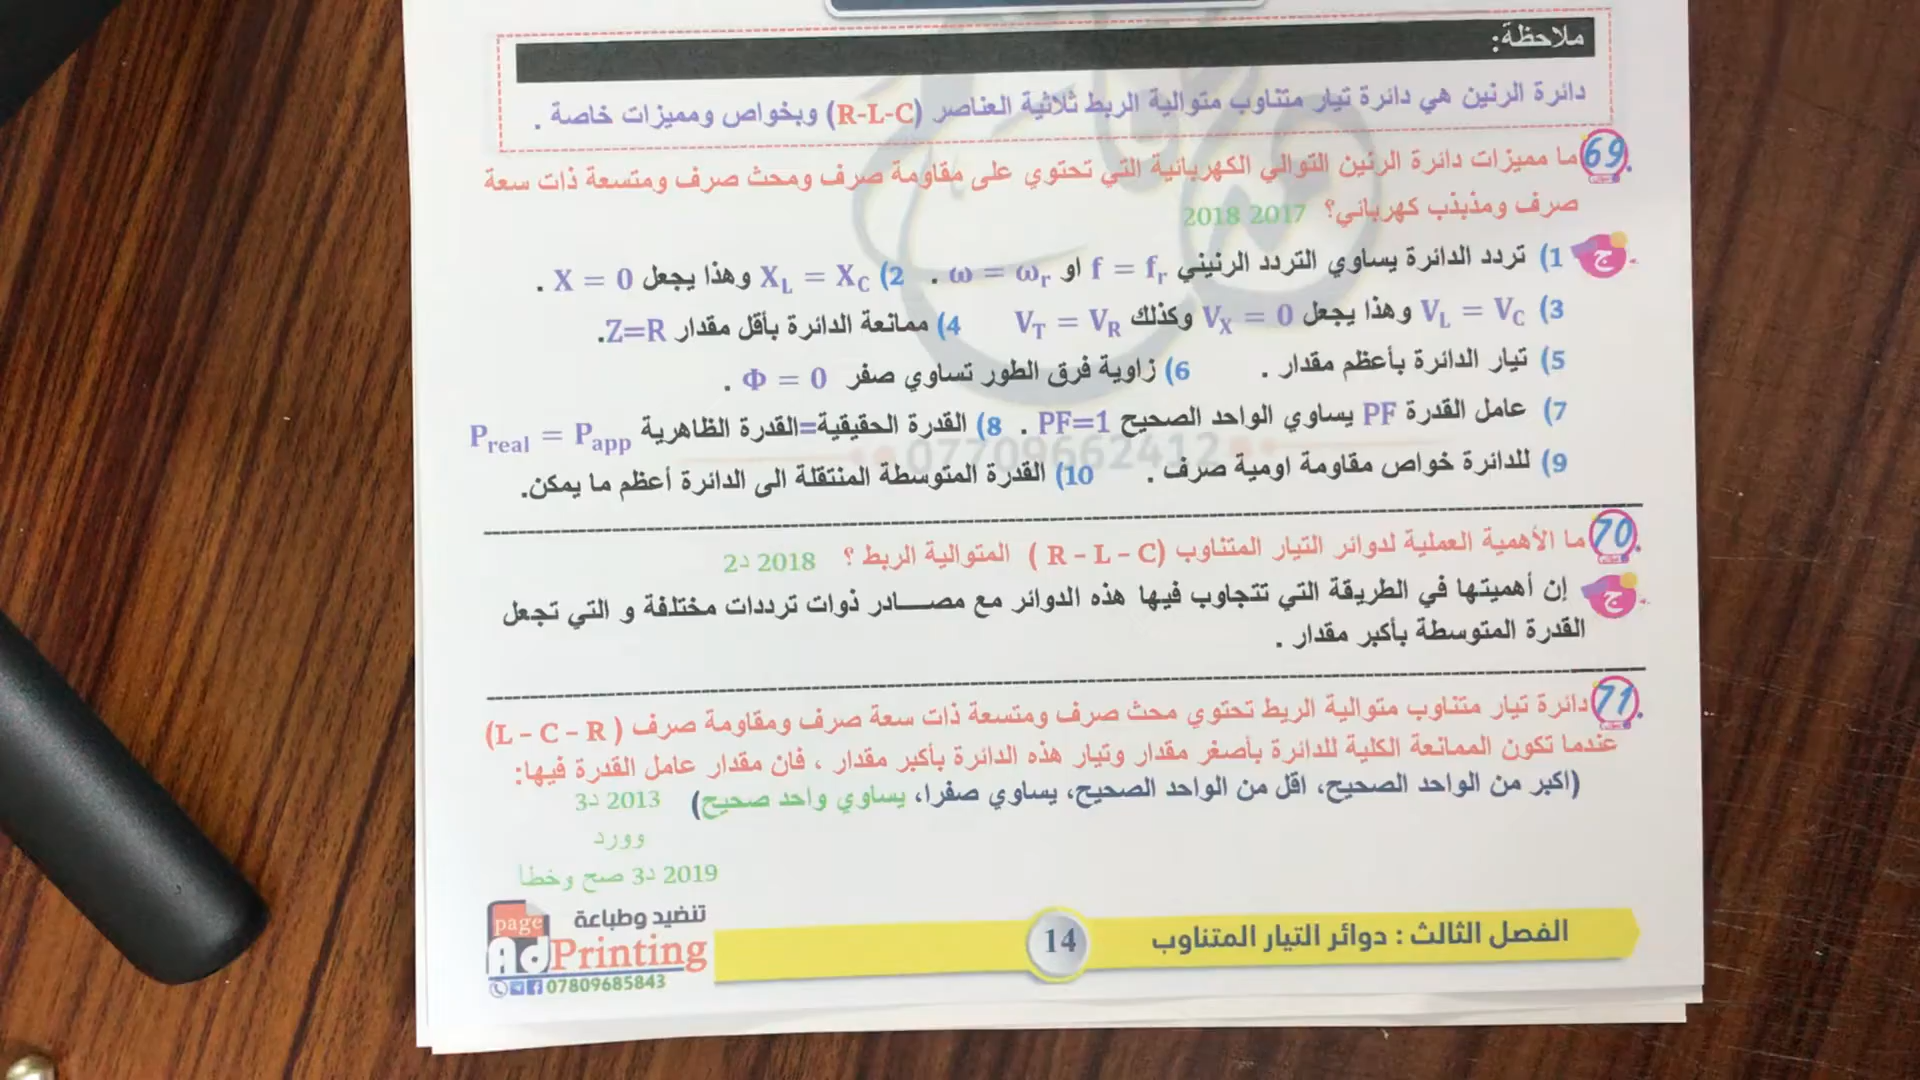 ملاحظة:
دائرة الرنين هي دائرة تيار متناوب متوالية الربط ثلاثية العناصر (R-L-C) وبخواص ومميزات خاصة .
69 ما مميزات دائرة الرنين التوالي الكهربائية التي تحتوي على مقاومة صرف ومحث صرف ومتسعة ذات سعة
صرف ومذبذب كهربائي؟ 2017 2018
ج 1) تردد الدائرة يساوي التردد الرنيني f = fr او ω = ωr . 2) XL = XC وهذا يجعل X = 0 .
3) VL = VC وهذا يجعل VX = 0 وكذلك VT = VR 4) ممانعة الدائرة بأقل مقدار Z=R.
5) تيار الدائرة بأعظم مقدار . 6) زاوية فرق الطور تساوي صفر Φ = 0 .
7) عامل القدرة PF يساوي الواحد الصحيح PF=1 . 8) القدرة الحقيقية=القدرة الظاهرية Preal = Papp
07709662412
9) للدائرة خواص مقاومة اومية صرف . 10) القدرة المتوسطة المنتقلة الى الدائرة أعظم ما يمكن.
70 ما الأهمية العملية لدوائر التيار المتناوب (R - L - C ) المتوالية الربط ؟ 2018 د2
ج إن أهميتها في الطريقة التي تتجاوب فيها هذه الدوائر مع مصــادر ذوات ترددات مختلفة و التي تجعل
القدرة المتوسطة بأكبر مقدار .
71 دائرة تيار متناوب متوالية الربط تحتوي محث صرف ومتسعة ذات سعة صرف ومقاومة صرف (L – C – R )
عندما تكون الممانعة الكلية للدائرة بأصغر مقدار وتيار هذه الدائرة بأكبر مقدار ، فان مقدار عامل القدرة فيها:
(اكبر من الواحد الصحيح، اقل من الواحد الصحيح، يساوي صفرا، يساوي واحد صحيح) 2013 د3
وورد
2019 د3 صح وخطا
الفصل الثالث : دوائر التيار المتناوب
14
تنضيد وطباعة
page
Ad Printing
07809685843